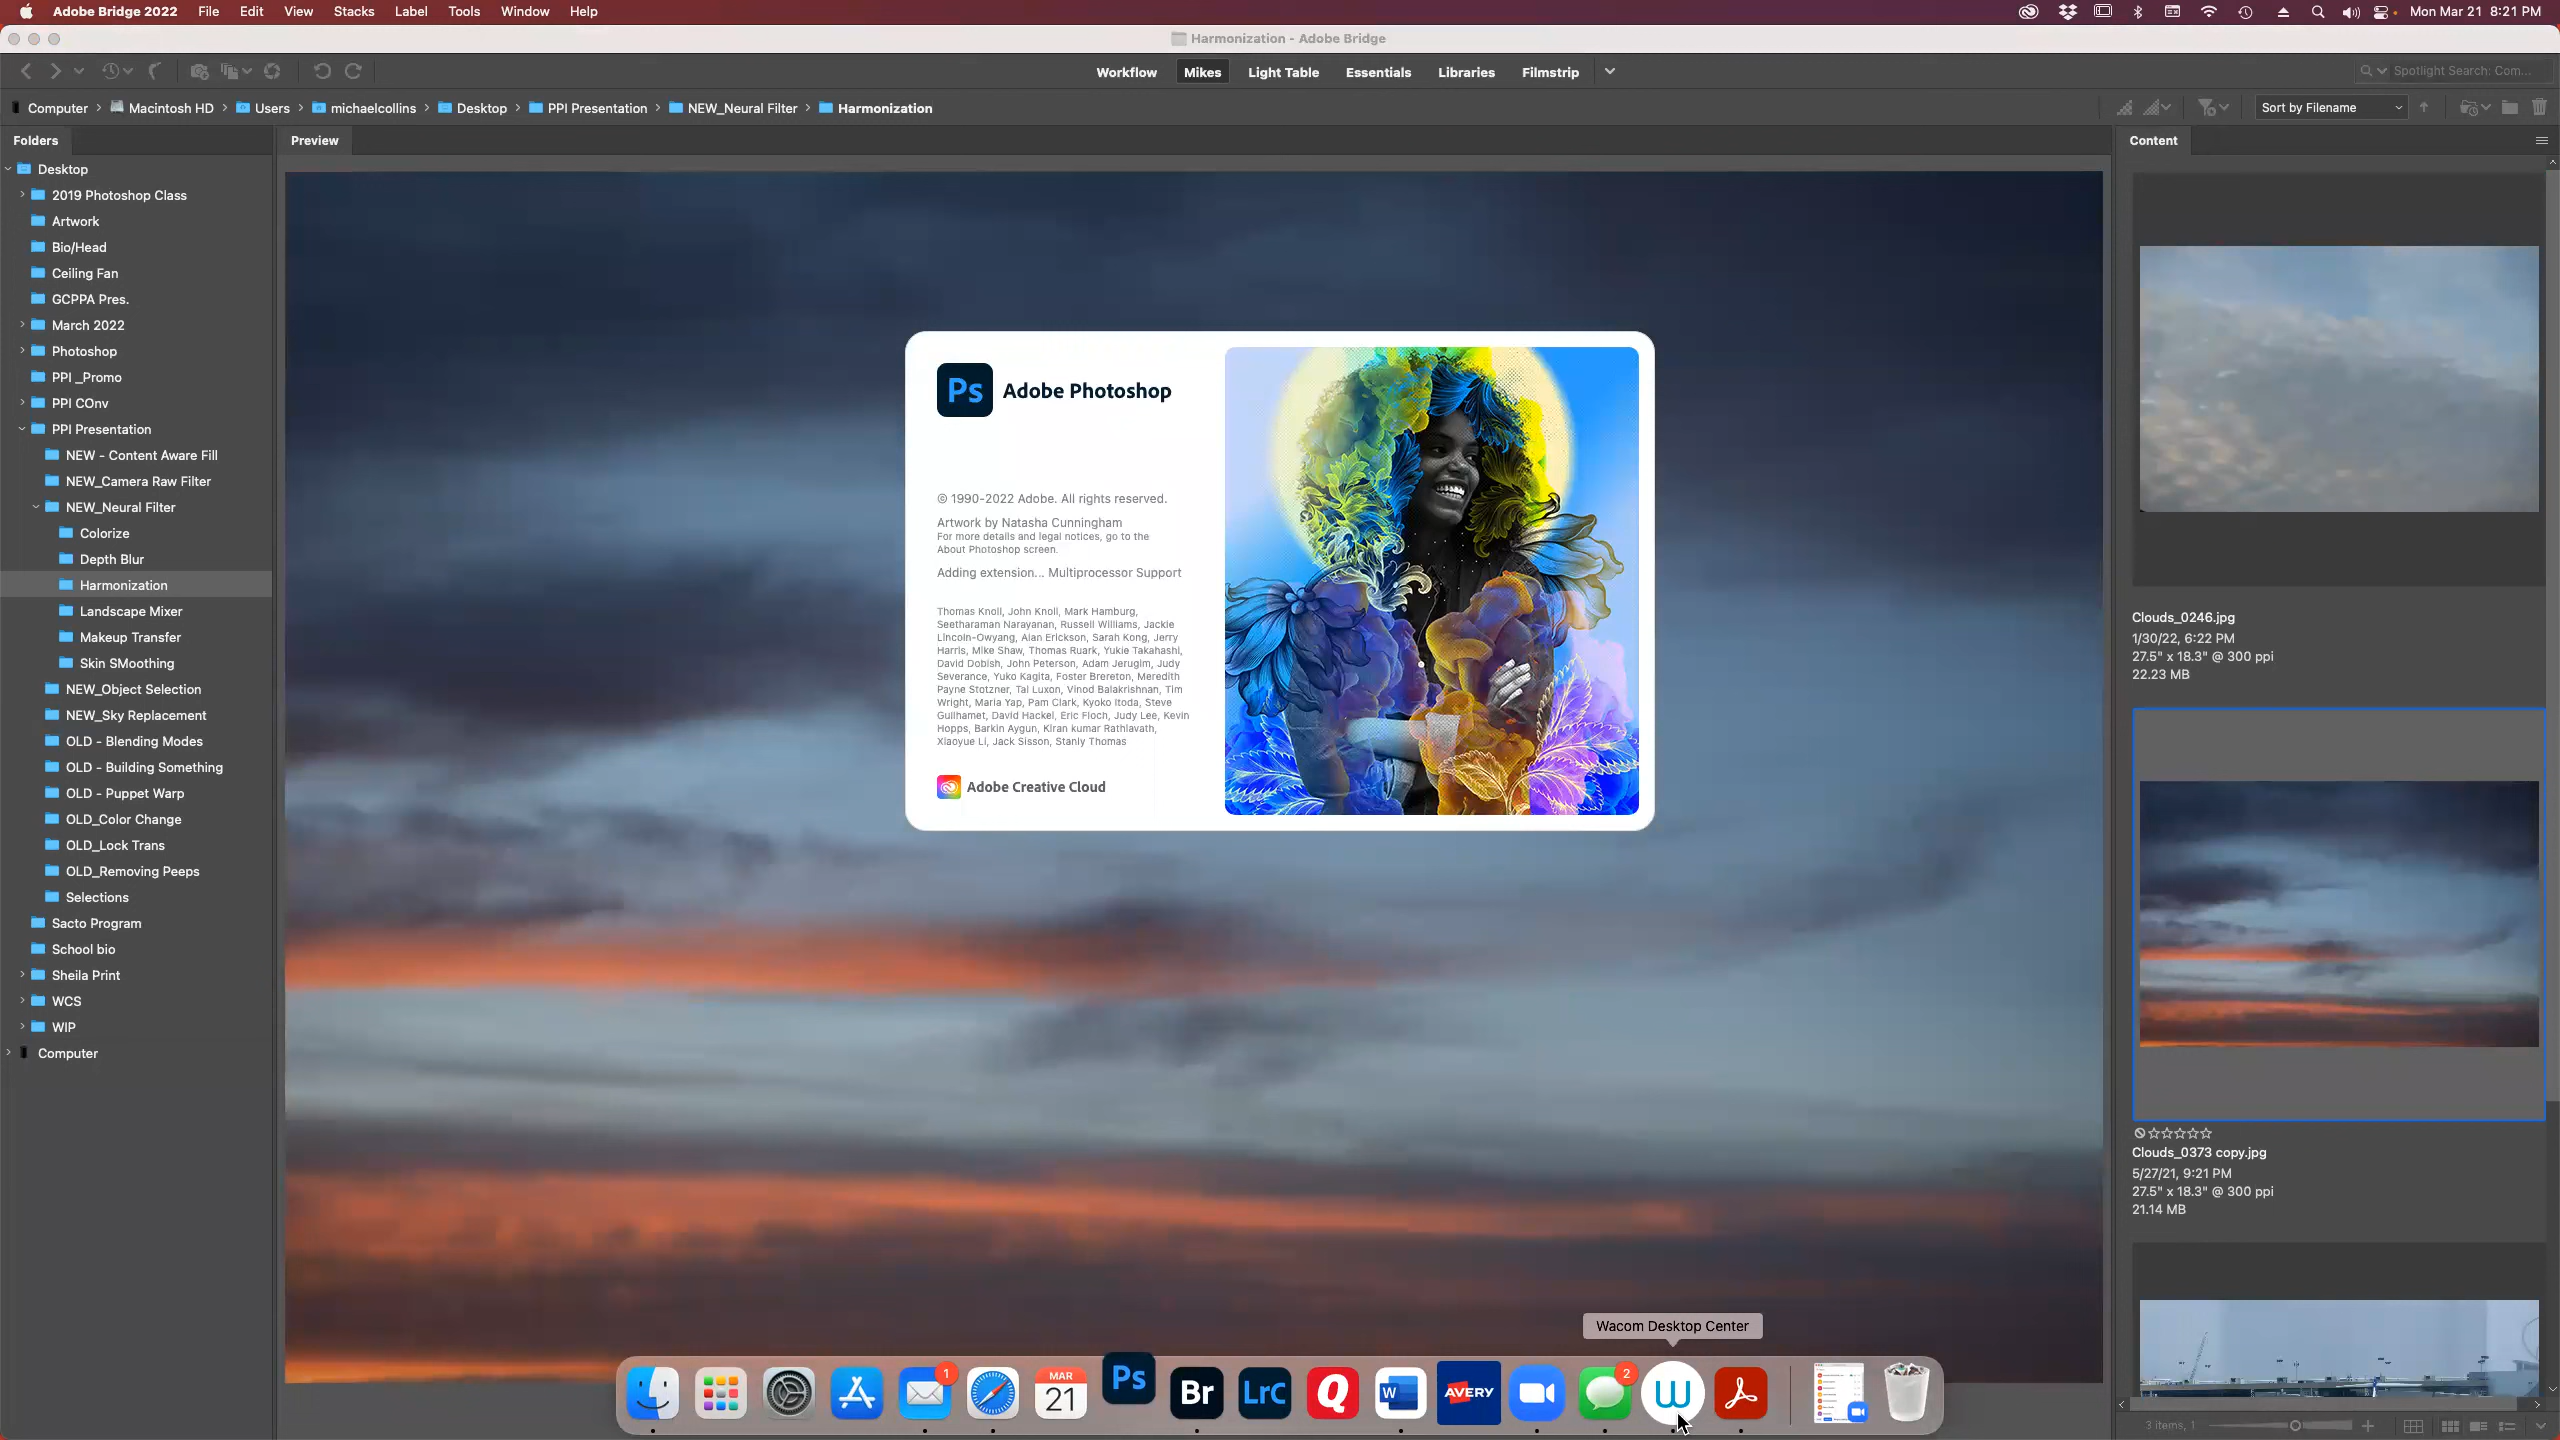 Adobe Bridge 2022 File Edit View Stacks Label Tools Window Help
Mon Mar 21 8:21 PM
Harmonization - Adobe Bridge
Workflow Mikes Light Table Essentials Libraries Filmstrip
Spotlight Search: Com...
Computer Macintosh HD Users michaelcollins Desktop PPI Presentation NEW_Neural Filter Harmonization
Sort by Filename
Folders
Desktop
2019 Photoshop Class
Artwork
Bio/Head
Ceiling Fan
GCPPA Pres.
March 2022
Photoshop
PPI _Promo
PPI COnv
PPI Presentation
NEW - Content Aware Fill
NEW_Camera Raw Filter
NEW_Neural Filter
Colorize
Depth Blur
Harmonization
Landscape Mixer
Makeup Transfer
Skin SMoothing
NEW_Object Selection
NEW_Sky Replacement
OLD - Blending Modes
OLD - Building Something
OLD - Puppet Warp
OLD_Color Change
OLD_Lock Trans
OLD_Removing Peeps
Selections
Sacto Program
School bio
Sheila Print
WCS
WIP
Computer
Preview
Ps Adobe Photoshop
© 1990-2022 Adobe. All rights reserved.
Artwork by Natasha Cunningham
For more details and legal notices, go to the
About Photoshop screen.
Adding extension... Multiprocessor Support
Thomas Knoll, John Knoll, Mark Hamburg,
Seetharaman Narayanan, Russell Williams, Jackie
Lincoln-Owyang, Alan Erickson, Sarah Kong, Jerry
Harris, Mike Shaw, Thomas Ruark, Yukie Takahashi,
David Dobish, John Peterson, Adam Jerugim, Judy
Severance, Yuko Kagita, Foster Brereton, Meredith
Payne Stotzner, Tai Luxon, Vinod Balakrishnan, Tim
Wright, Maria Yap, Pam Clark, Kyoko Itoda, Steve
Guilhamet, David Hackel, Eric Floch, Judy Lee, Kevin
Hopps, Barkin Aygun, Kiran kumar Rathlavath,
Xiaoyue Li, Jack Sisson, Stanly Thomas
Adobe Creative Cloud
Content
Clouds_0246.jpg
1/30/22, 6:22 PM
27.5" x 18.3" @ 300 ppi
22.23 MB
Clouds_0373 copy.jpg
5/27/21, 9:21 PM
27.5" x 18.3" @ 300 ppi
21.14 MB
3 items, 1
Wacom Desktop Center
1
MAR
21
Ps
Br
LrC
Q
W
AVERY
2